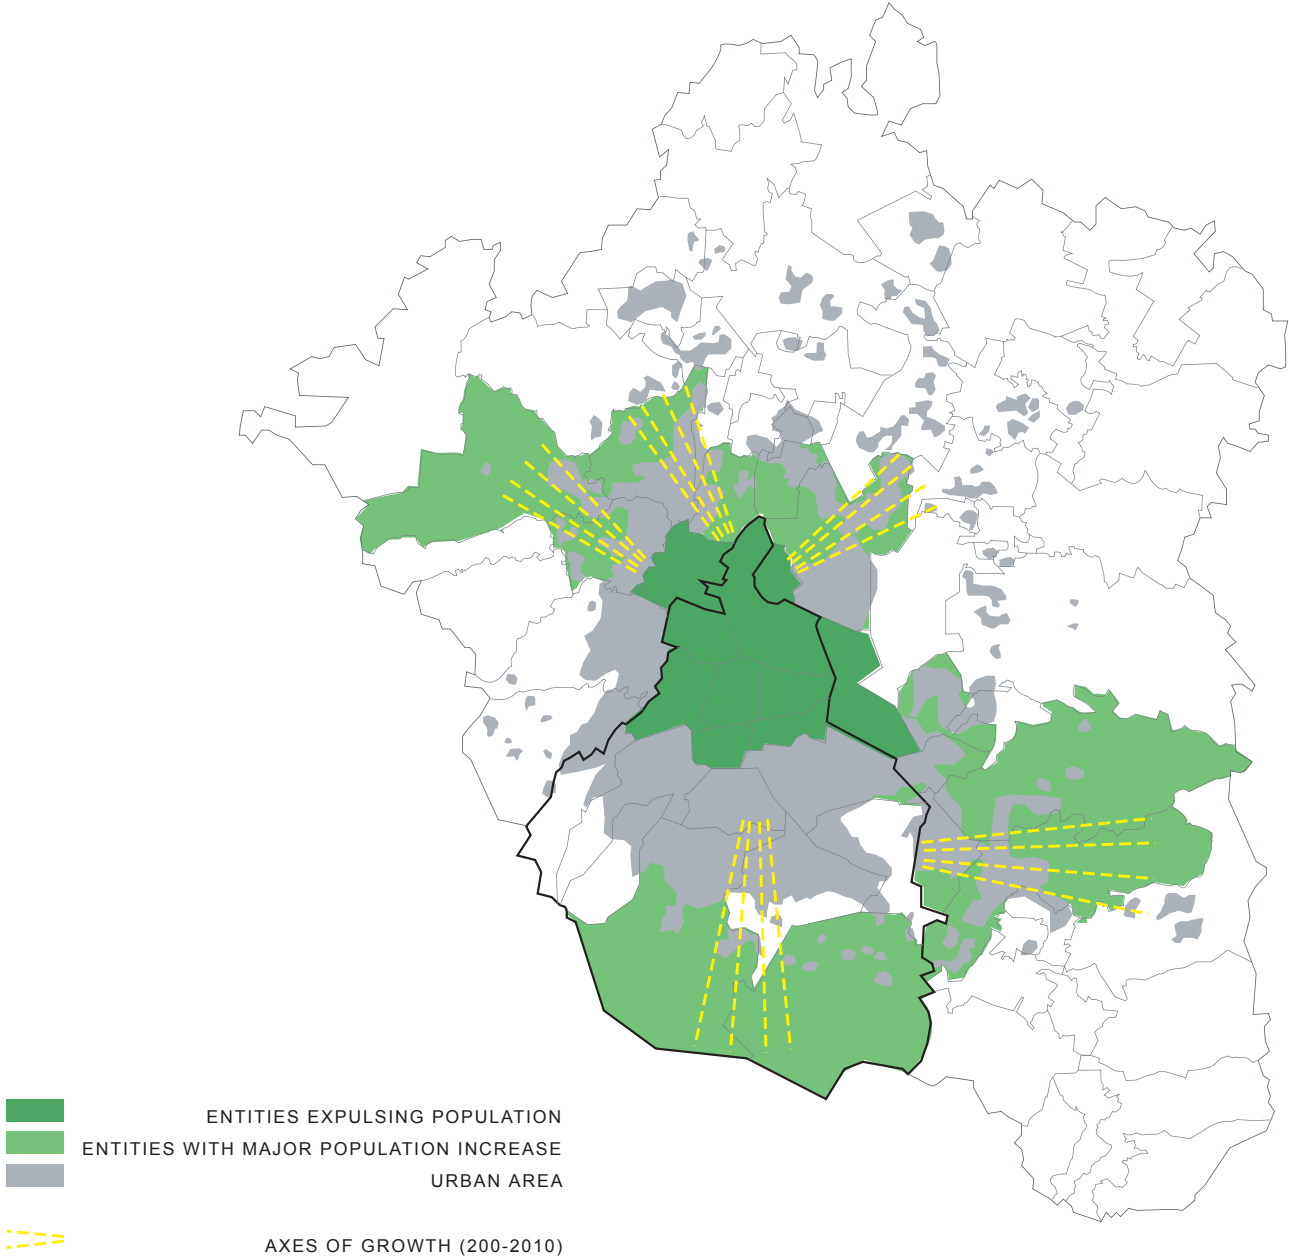 ENTITIES EXPULSING POPULATION
ENTITIES WITH MAJOR POPULATION INCREASE
URBAN AREA
AXES OF GROWTH (200-2010)